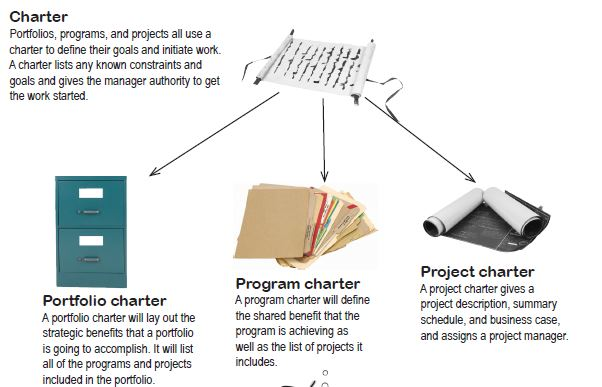 Charter
Portfolios, programs, and projects all use a
charter to define their goals and initiate work.
A charter lists any known constraints and
goals and gives the manager authority to get
the work started.
Portfolio charter
A portfolio charter will lay out the
strategic benefits that a portfolio
is going to accomplish. It will list
all of the programs and projects
included in the portfolio.
Program charter
A program charter will define
the shared benefit that the
program is achieving as
well as the list of projects it
includes.
Project charter
A project charter gives a
project description, summary
schedule, and business case,
and assigns a project manager.